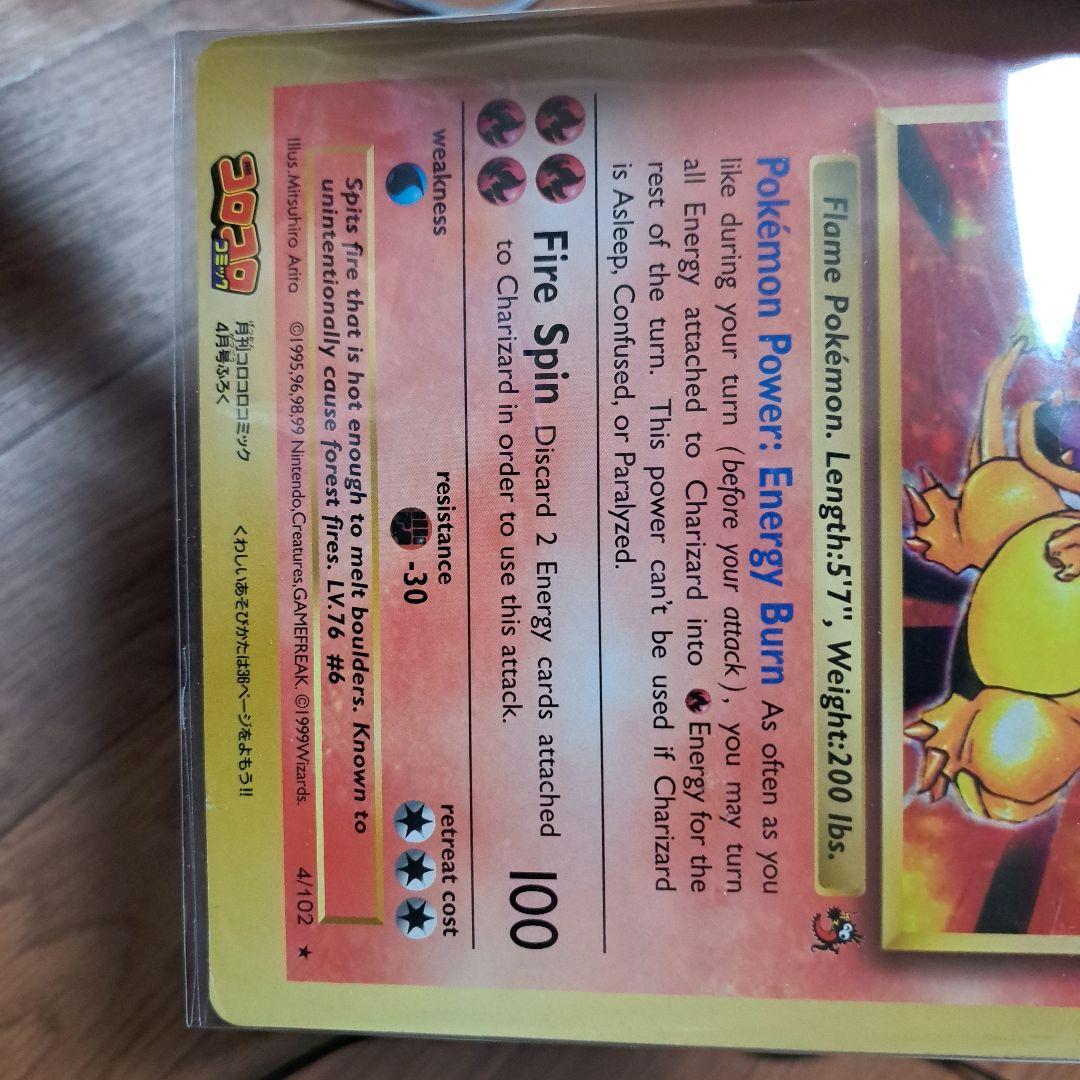 Flame Pokémon. Length:5'7", Weight:200 lbs.
Pokémon Power: Energy Burn As often as you
like during your turn (before your attack), you may turn
all Energy attached to Charizard into Energy for the
rest of the turn. This power can't be used if Charizard
is Asleep, Confused, or Paralyzed.
Fire Spin Discard 2 Energy cards attached
to Charizard in order to use this attack.
100
weakness
resistance
retreat cost
-30
Spits fire that is hot enough to melt boulders. Known to
unintentionally cause forest fires. LV.76 #6
Illus.Mitsuhiro Arita ©1995,96,98,99 Nintendo,Creatures,GAMEFREAK. ©1999Wizards. 4/102 ★
コロコロ
コミック
月刊コロコロコミック
4月号ふろく
くわしいあそびかたは36ページをよもう!!